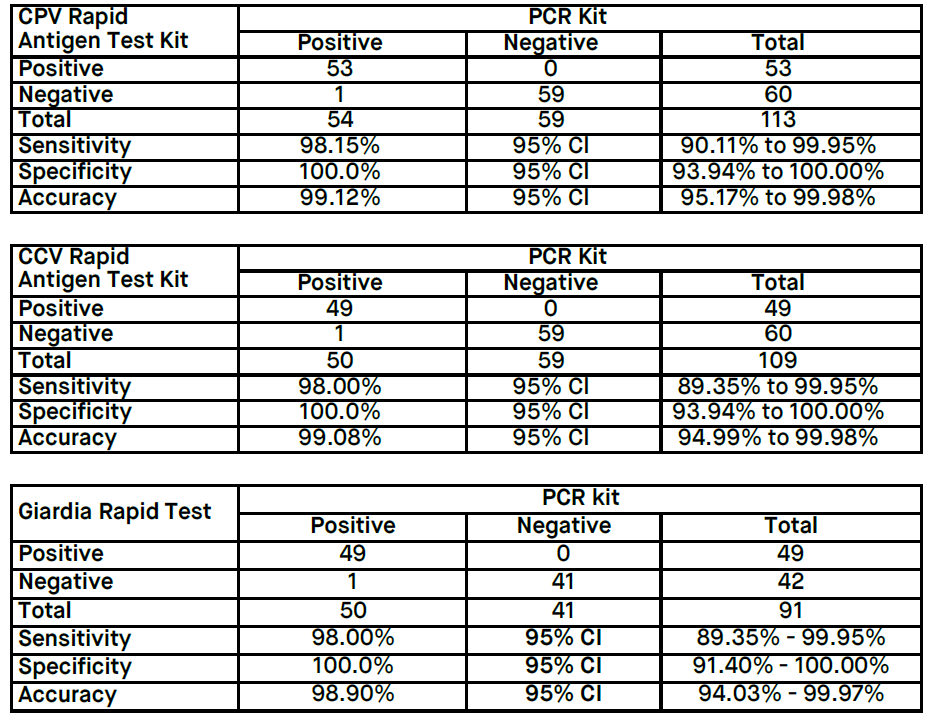 CPV Rapid Antigen Test Kit PCR Kit
Positive Negative Total
Positive 53 0 53
Negative 1 59 60
Total 54 59 113
Sensitivity 98.15% 95% CI 90.11% to 99.95%
Specificity 100.0% 95% CI 93.94% to 100.00%
Accuracy 99.12% 95% CI 95.17% to 99.98%
CCV Rapid Antigen Test Kit PCR Kit
Positive Negative Total
Positive 49 0 49
Negative 1 59 60
Total 50 59 109
Sensitivity 98.00% 95% CI 89.35% to 99.95%
Specificity 100.0% 95% CI 93.94% to 100.00%
Accuracy 99.08% 95% CI 94.99% to 99.98%
Giardia Rapid Test PCR kit
Positive Negative Total
Positive 49 0 49
Negative 1 41 42
Total 50 41 91
Sensitivity 98.00% 95% CI 89.35% - 99.95%
Specificity 100.0% 95% CI 91.40% - 100.00%
Accuracy 98.90% 95% CI 94.03% - 99.97%